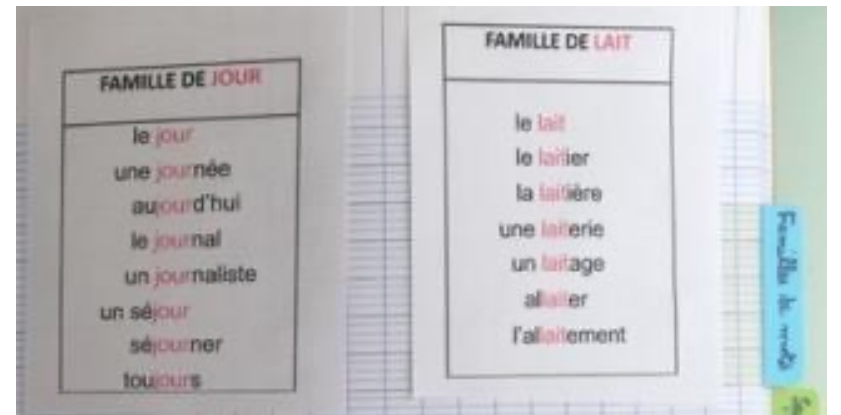 FAMILLE DE JOUR
le jour
une journée
aujourd'hui
le journal
un journaliste
un séjour
séjourner
toujours
FAMILLE DE LAIT
le lait
le laitier
la laitière
une laiterie
un laitage
allaiter
l'allaitement
Familles de mots